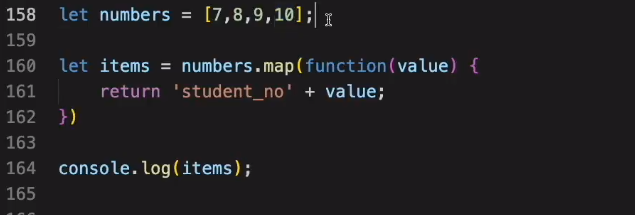 158 let numbers = [7,8,9,10];
159
160 let items = numbers.map(function(value) {
161     return 'student_no' + value;
162 })
163
164 console.log(items);
165